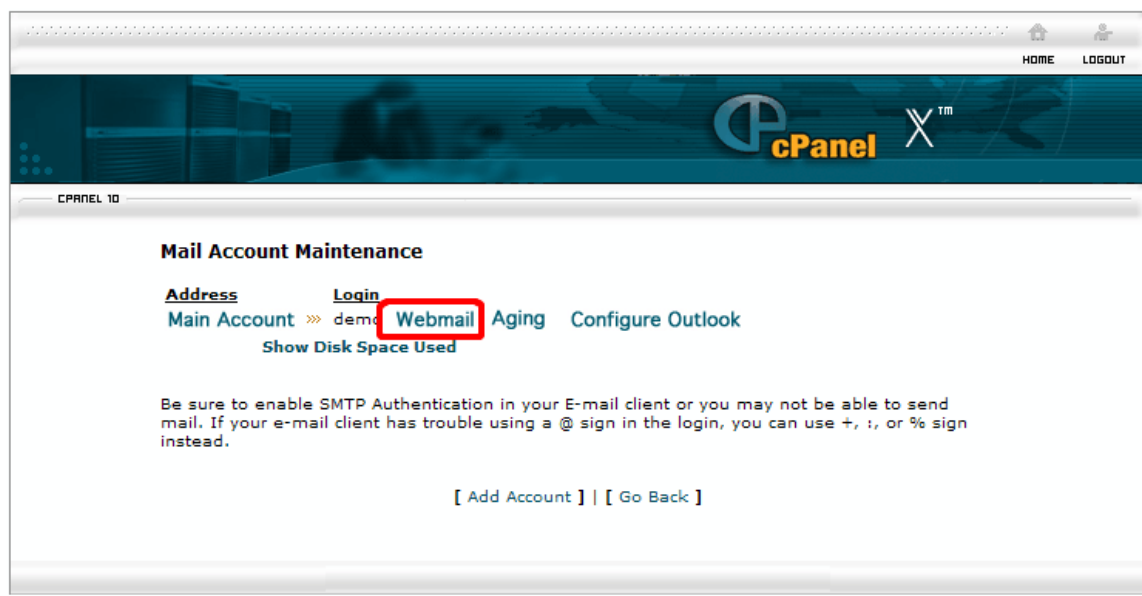 HOME LOGOUT
cPanel X™
CPANEL 10
Mail Account Maintenance
Address Login
Main Account »» demo Webmail Aging Configure Outlook
Show Disk Space Used
Be sure to enable SMTP Authentication in your E-mail client or you may not be able to send
mail. If your e-mail client has trouble using a @ sign in the login, you can use +, :, or % sign
instead.
[ Add Account ] | [ Go Back ]